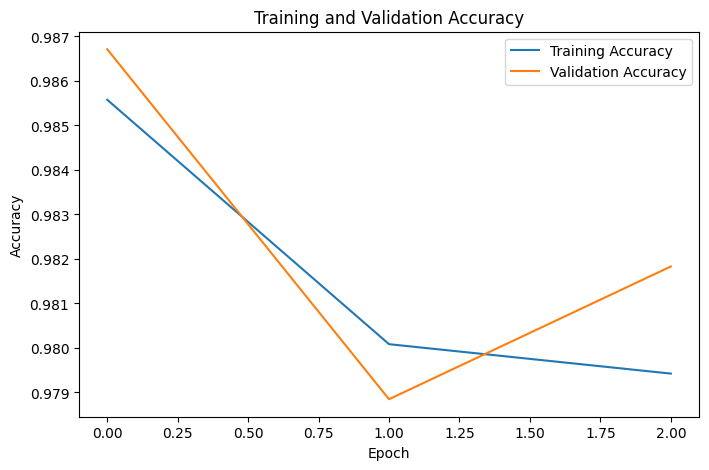 Training and Validation Accuracy
Training Accuracy
Validation Accuracy
Accuracy
0.987
0.986
0.985
0.984
0.983
0.982
0.981
0.980
0.979
0.00 0.25 0.50 0.75 1.00 1.25 1.50 1.75 2.00
Epoch